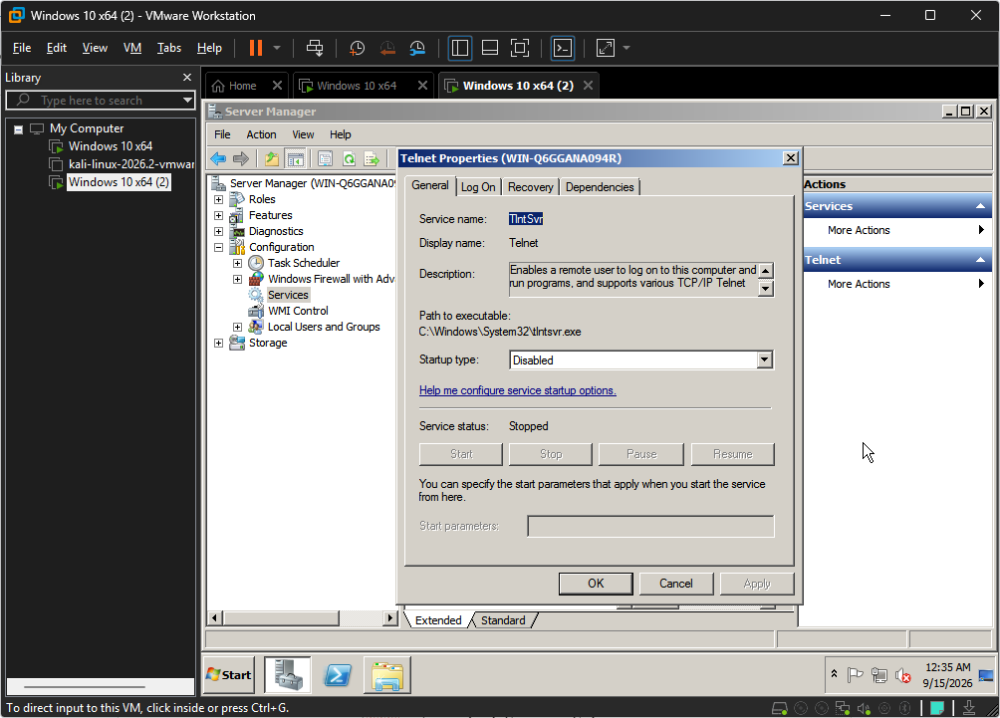 Windows 10 x64 (2) - VMware Workstation
File Edit View VM Tabs Help
Library
Type here to search
My Computer
Windows 10 x64
kali-linux-2026.2-vmwar
Windows 10 x64 (2)
Home
Windows 10 x64
Windows 10 x64 (2)
Server Manager
File Action View Help
Server Manager (WIN-Q6GGANA09
Roles
Features
Diagnostics
Configuration
Task Scheduler
Windows Firewall with Adv
Services
WMI Control
Local Users and Groups
Storage
Telnet Properties (WIN-Q6GGANA094R)
General Log On Recovery Dependencies
Service name: TlntSvr
Display name: Telnet
Description: Enables a remote user to log on to this computer and
run programs, and supports various TCP/IP Telnet
Path to executable:
C:\Windows\System32\tlntsvr.exe
Startup type: Disabled
Help me configure service startup options.
Service status: Stopped
Start Stop Pause Resume
You can specify the start parameters that apply when you start the service
from here.
Start parameters:
OK Cancel Apply
Extended Standard
Actions
Services
More Actions
Telnet
More Actions
Start
12:35 AM
9/15/2026
To direct input to this VM, click inside or press Ctrl+G.